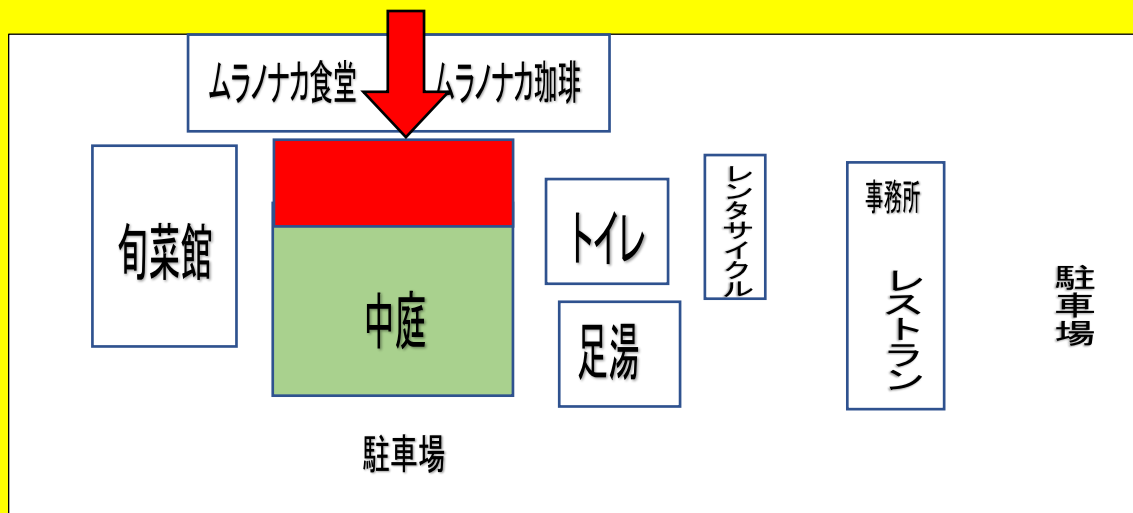 ムラノナカ食堂
ムラノナカ珈琲
旬菜館
中庭
トイレ
足湯
レンタサイクル
事務所
レストラン
駐車場
駐車場